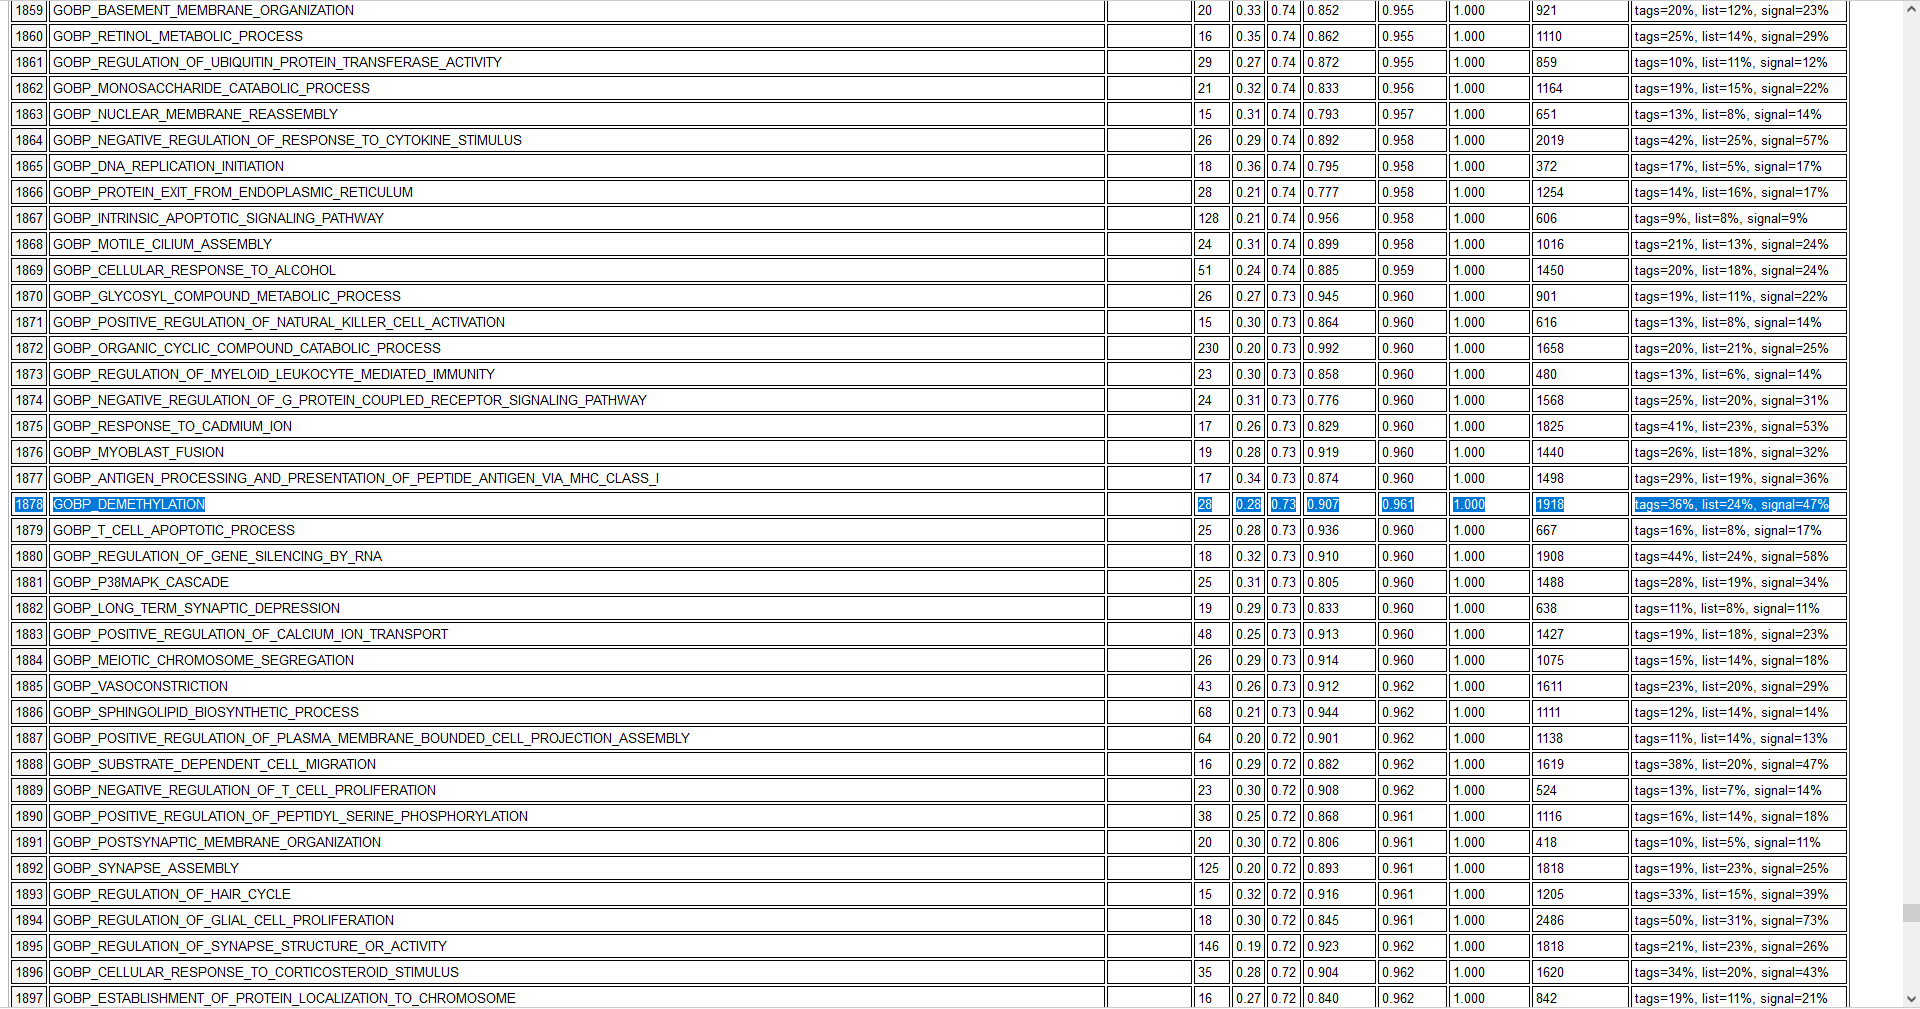 1859 GOBP_BASEMENT_MEMBRANE_ORGANIZATION 20 0.33 0.74 0.852 0.955 1.000 921 tags=20%, list=12%, signal=23%
1860 GOBP_RETINOL_METABOLIC_PROCESS 16 0.35 0.74 0.862 0.955 1.000 1110 tags=25%, list=14%, signal=29%
1861 GOBP_REGULATION_OF_UBIQUITIN_PROTEIN_TRANSFERASE_ACTIVITY 29 0.27 0.74 0.872 0.955 1.000 859 tags=10%, list=11%, signal=12%
1862 GOBP_MONOSACCHARIDE_CATABOLIC_PROCESS 21 0.32 0.74 0.833 0.956 1.000 1164 tags=19%, list=15%, signal=22%
1863 GOBP_NUCLEAR_MEMBRANE_REASSEMBLY 15 0.31 0.74 0.793 0.957 1.000 651 tags=13%, list=8%, signal=14%
1864 GOBP_NEGATIVE_REGULATION_OF_RESPONSE_TO_CYTOKINE_STIMULUS 26 0.29 0.74 0.892 0.958 1.000 2019 tags=42%, list=25%, signal=57%
1865 GOBP_DNA_REPLICATION_INITIATION 18 0.36 0.74 0.795 0.958 1.000 372 tags=17%, list=5%, signal=17%
1866 GOBP_PROTEIN_EXIT_FROM_ENDOPLASMIC_RETICULUM 28 0.21 0.74 0.777 0.958 1.000 1254 tags=14%, list=16%, signal=17%
1867 GOBP_INTRINSIC_APOPTOTIC_SIGNALING_PATHWAY 128 0.21 0.74 0.956 0.958 1.000 606 tags=9%, list=8%, signal=9%
1868 GOBP_MOTILE_CILIUM_ASSEMBLY 24 0.31 0.74 0.899 0.958 1.000 1016 tags=21%, list=13%, signal=24%
1869 GOBP_CELLULAR_RESPONSE_TO_ALCOHOL 51 0.24 0.74 0.885 0.959 1.000 1450 tags=20%, list=18%, signal=24%
1870 GOBP_GLYCOSYL_COMPOUND_METABOLIC_PROCESS 26 0.27 0.73 0.945 0.960 1.000 901 tags=19%, list=11%, signal=22%
1871 GOBP_POSITIVE_REGULATION_OF_NATURAL_KILLER_CELL_ACTIVATION 15 0.30 0.73 0.864 0.960 1.000 616 tags=13%, list=8%, signal=14%
1872 GOBP_ORGANIC_CYCLIC_COMPOUND_CATABOLIC_PROCESS 230 0.20 0.73 0.992 0.960 1.000 1658 tags=20%, list=21%, signal=25%
1873 GOBP_REGULATION_OF_MYELOID_LEUKOCYTE_MEDIATED_IMMUNITY 23 0.30 0.73 0.858 0.960 1.000 480 tags=13%, list=6%, signal=14%
1874 GOBP_NEGATIVE_REGULATION_OF_G_PROTEIN_COUPLED_RECEPTOR_SIGNALING_PATHWAY 24 0.31 0.73 0.776 0.960 1.000 1568 tags=25%, list=20%, signal=31%
1875 GOBP_RESPONSE_TO_CADMIUM_ION 17 0.26 0.73 0.829 0.960 1.000 1825 tags=41%, list=23%, signal=53%
1876 GOBP_MYOBLAST_FUSION 19 0.28 0.73 0.919 0.960 1.000 1440 tags=26%, list=18%, signal=32%
1877 GOBP_ANTIGEN_PROCESSING_AND_PRESENTATION_OF_PEPTIDE_ANTIGEN_VIA_MHC_CLASS_I 17 0.34 0.73 0.874 0.960 1.000 1498 tags=29%, list=19%, signal=36%
1878 GOBP_DEMETHYLATION 28 0.28 0.73 0.907 0.961 1.000 1918 tags=36%, list=24%, signal=47%
1879 GOBP_T_CELL_APOPTOTIC_PROCESS 25 0.28 0.73 0.936 0.960 1.000 667 tags=16%, list=8%, signal=17%
1880 GOBP_REGULATION_OF_GENE_SILENCING_BY_RNA 18 0.32 0.73 0.910 0.960 1.000 1908 tags=44%, list=24%, signal=58%
1881 GOBP_P38MAPK_CASCADE 25 0.31 0.73 0.805 0.960 1.000 1488 tags=28%, list=19%, signal=34%
1882 GOBP_LONG_TERM_SYNAPTIC_DEPRESSION 19 0.29 0.73 0.833 0.960 1.000 638 tags=11%, list=8%, signal=11%
1883 GOBP_POSITIVE_REGULATION_OF_CALCIUM_ION_TRANSPORT 48 0.25 0.73 0.913 0.960 1.000 1427 tags=19%, list=18%, signal=23%
1884 GOBP_MEIOTIC_CHROMOSOME_SEGREGATION 26 0.29 0.73 0.914 0.960 1.000 1075 tags=15%, list=14%, signal=18%
1885 GOBP_VASOCONSTRICTION 43 0.26 0.73 0.912 0.962 1.000 1611 tags=23%, list=20%, signal=29%
1886 GOBP_SPHINGOLIPID_BIOSYNTHETIC_PROCESS 68 0.21 0.73 0.944 0.962 1.000 1111 tags=12%, list=14%, signal=14%
1887 GOBP_POSITIVE_REGULATION_OF_PLASMA_MEMBRANE_BOUNDED_CELL_PROJECTION_ASSEMBLY 64 0.20 0.72 0.901 0.962 1.000 1138 tags=11%, list=14%, signal=13%
1888 GOBP_SUBSTRATE_DEPENDENT_CELL_MIGRATION 16 0.29 0.72 0.882 0.962 1.000 1619 tags=38%, list=20%, signal=47%
1889 GOBP_NEGATIVE_REGULATION_OF_T_CELL_PROLIFERATION 23 0.30 0.72 0.908 0.962 1.000 524 tags=13%, list=7%, signal=14%
1890 GOBP_POSITIVE_REGULATION_OF_PEPTIDYL_SERINE_PHOSPHORYLATION 38 0.25 0.72 0.868 0.961 1.000 1116 tags=16%, list=14%, signal=18%
1891 GOBP_POSTSYNAPTIC_MEMBRANE_ORGANIZATION 20 0.30 0.72 0.806 0.961 1.000 418 tags=10%, list=5%, signal=11%
1892 GOBP_SYNAPSE_ASSEMBLY 125 0.20 0.72 0.893 0.961 1.000 1818 tags=19%, list=23%, signal=25%
1893 GOBP_REGULATION_OF_HAIR_CYCLE 15 0.32 0.72 0.916 0.961 1.000 1205 tags=33%, list=15%, signal=39%
1894 GOBP_REGULATION_OF_GLIAL_CELL_PROLIFERATION 18 0.30 0.72 0.845 0.961 1.000 2486 tags=50%, list=31%, signal=73%
1895 GOBP_REGULATION_OF_SYNAPSE_STRUCTURE_OR_ACTIVITY 146 0.19 0.72 0.923 0.962 1.000 1818 tags=21%, list=23%, signal=26%
1896 GOBP_CELLULAR_RESPONSE_TO_CORTICOSTEROID_STIMULUS 35 0.28 0.72 0.904 0.962 1.000 1620 tags=34%, list=20%, signal=43%
1897 GOBP_ESTABLISHMENT_OF_PROTEIN_LOCALIZATION_TO_CHROMOSOME 16 0.27 0.72 0.840 0.962 1.000 842 tags=19%, list=11%, signal=21%